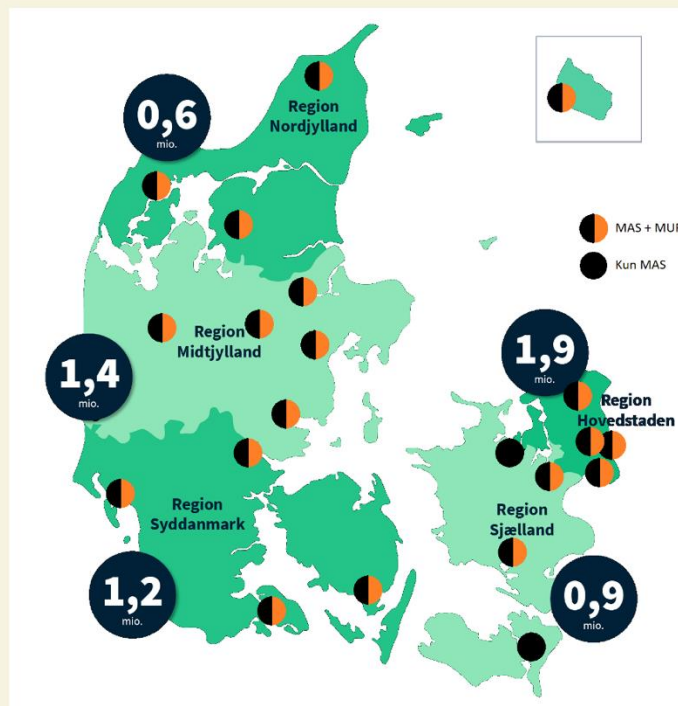 Region
Nordjylland
0,6
mio.
MAS + MUP
Kun MAS
Region
Midtjylland
1,4
mio.
1,9
mio.
Region
Hovedstaden
Region
Syddanmark
Region
Sjælland
1,2
mio.
0,9
mio.